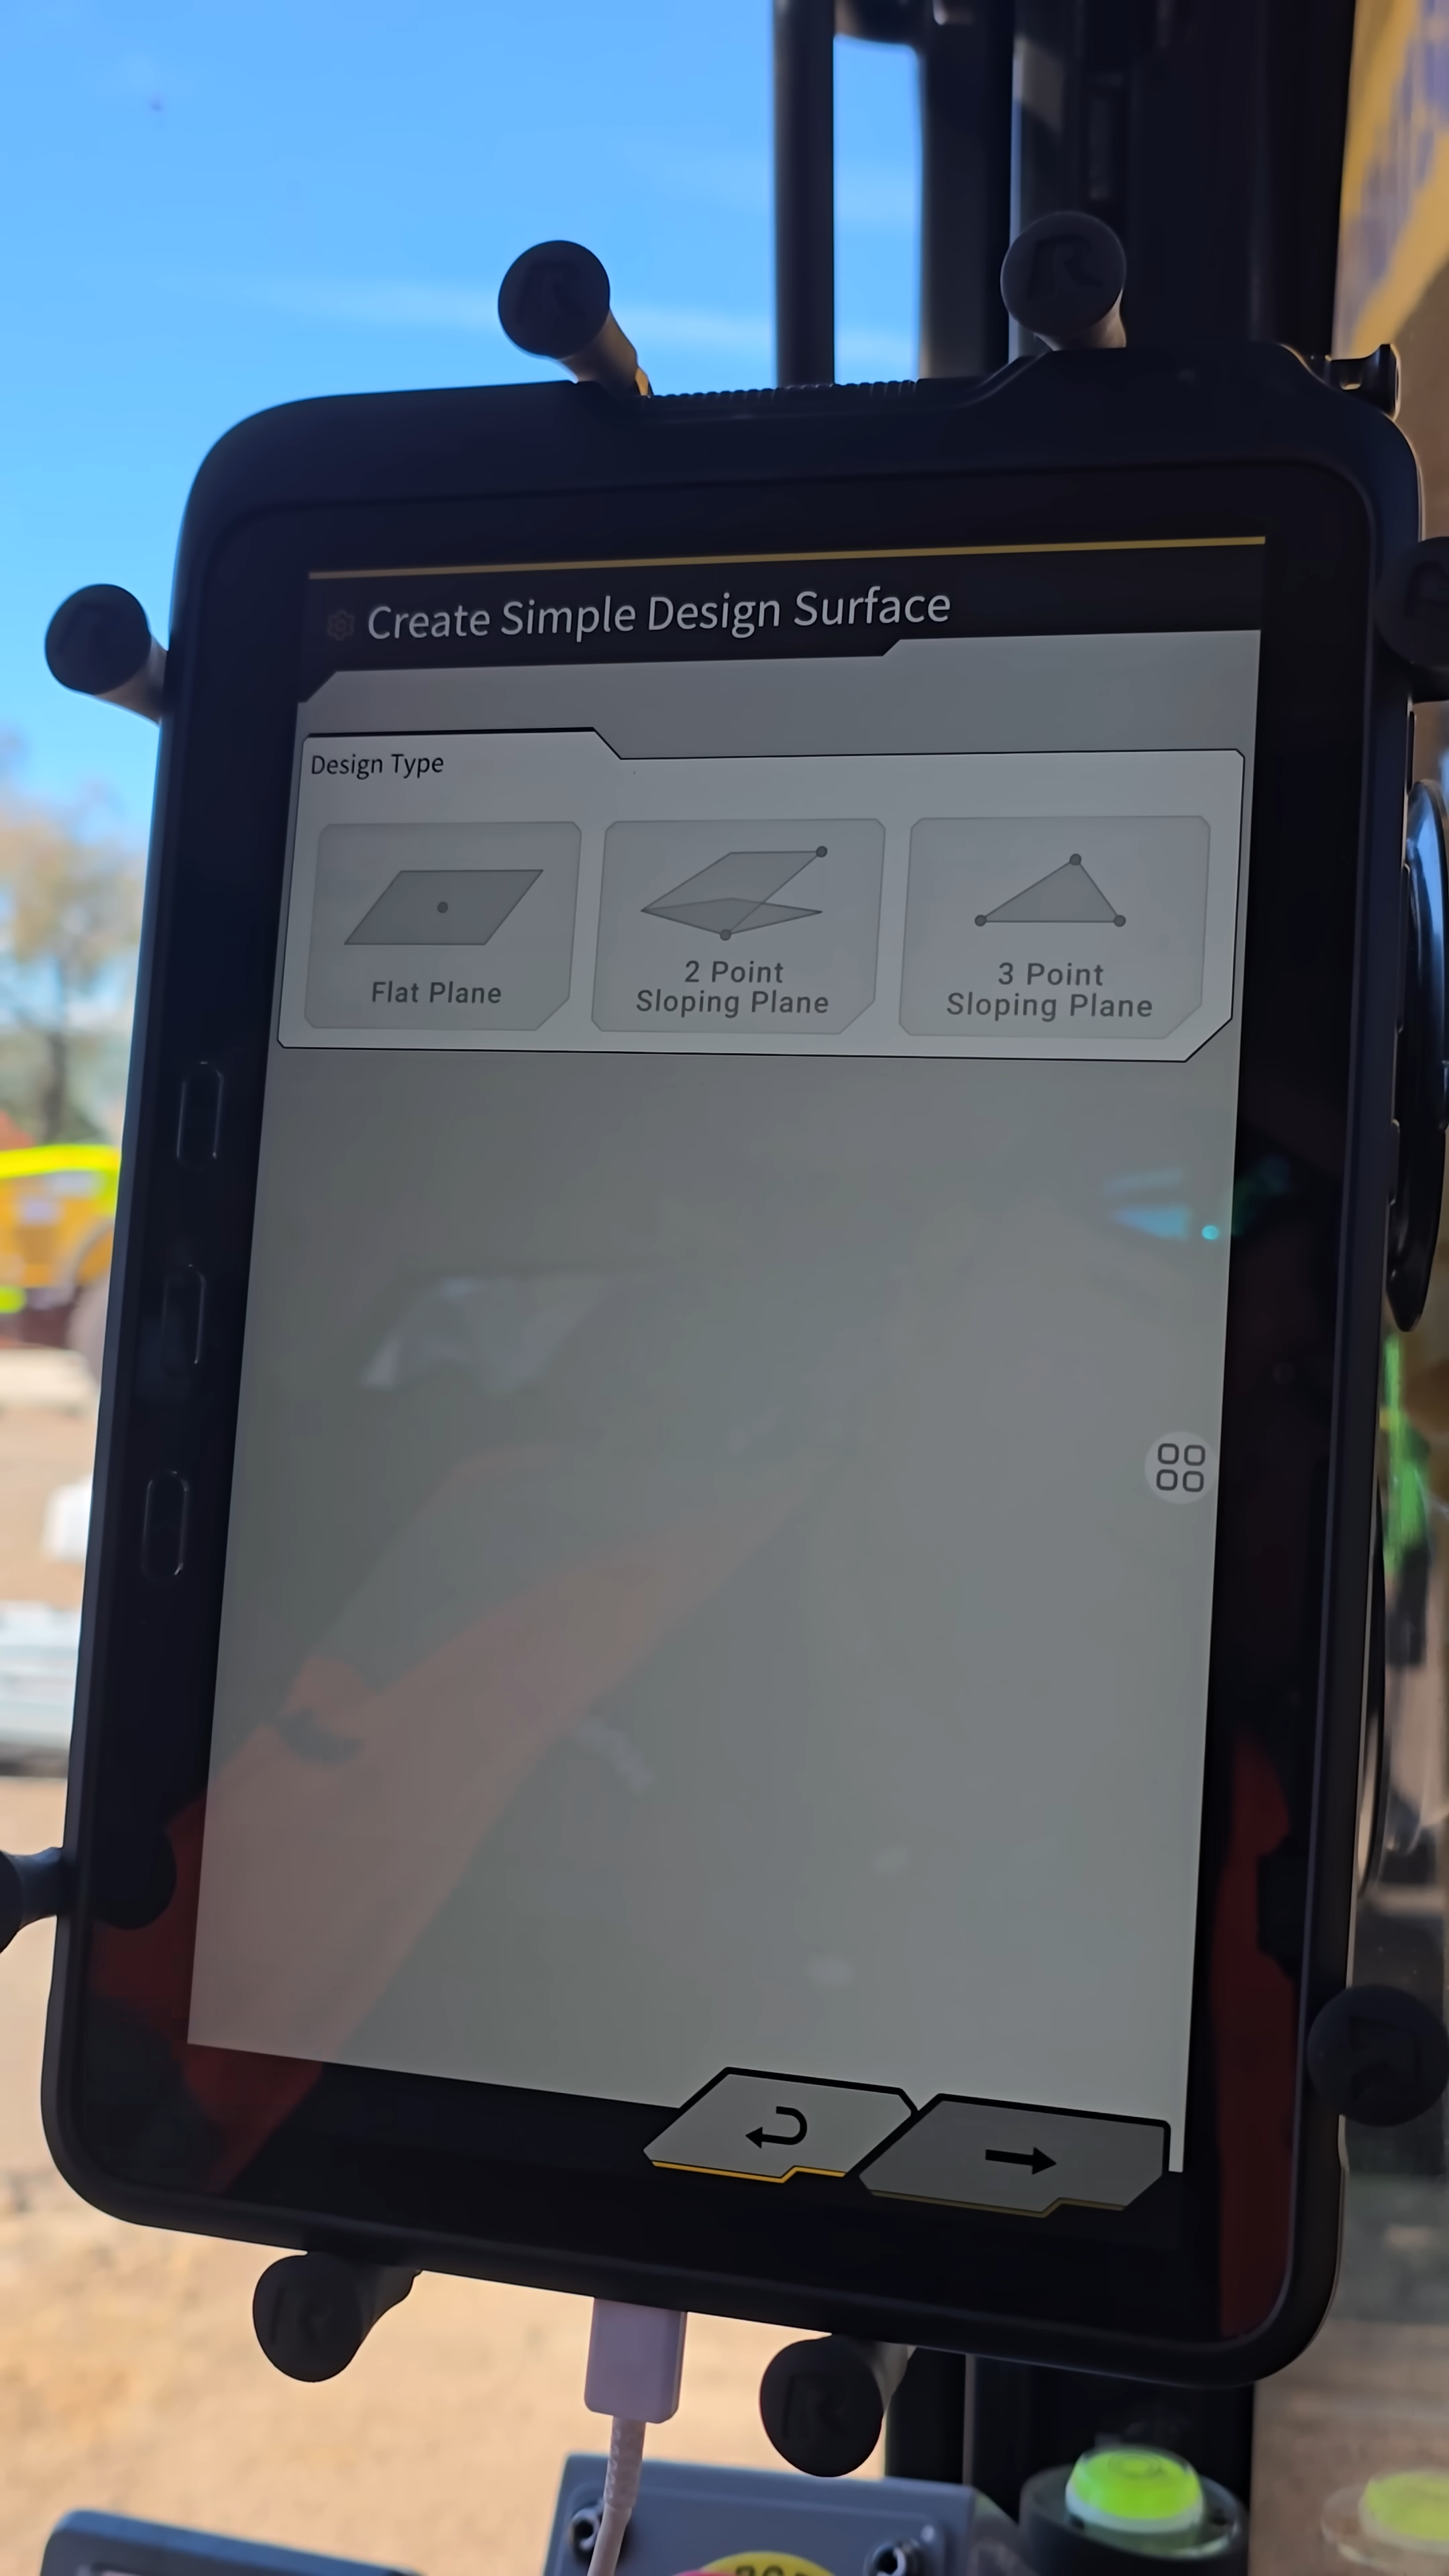 Create Simple Design Surface
Design Type
Flat Plane
2 Point
Sloping Plane
3 Point
Sloping Plane